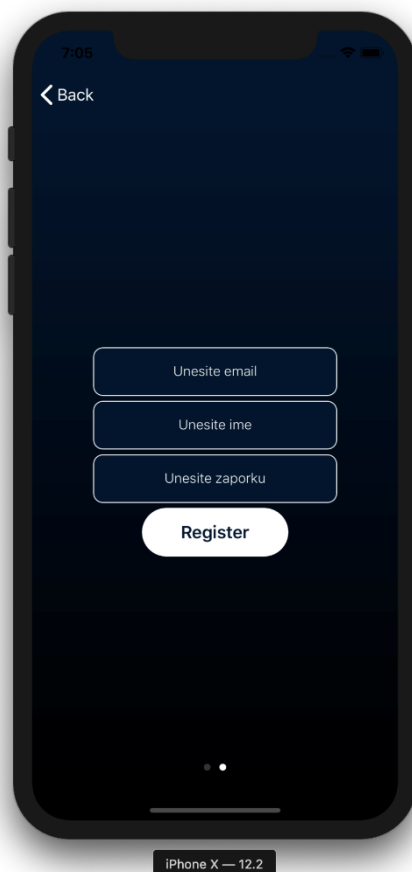 7:05
Back
Unesite email
Unesite ime
Unesite zaporku
Register
iPhone X — 12.2